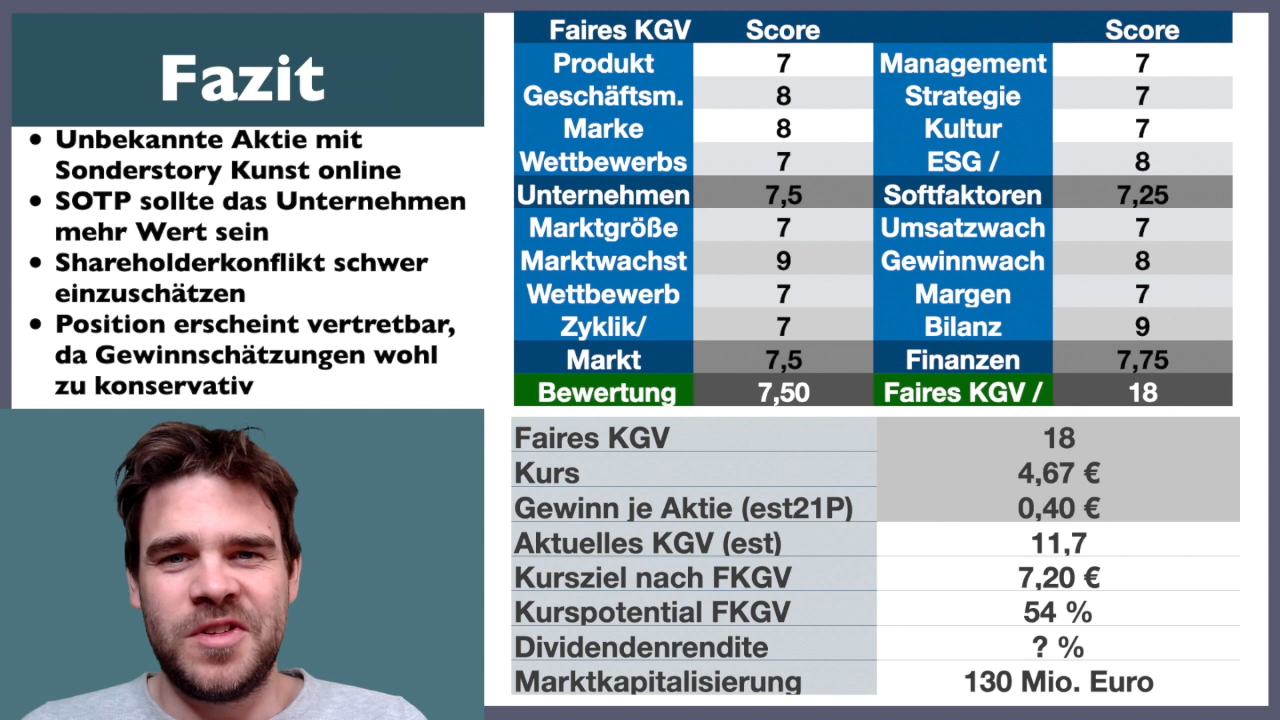 Fazit
• Unbekannte Aktie mit
Sonderstory Kunst online
• SOTP sollte das Unternehmen
mehr Wert sein
• Shareholderkonflikt schwer
einzuschätzen
• Position erscheint vertretbar,
da Gewinnschätzungen wohl
zu konservativ
Faires KGV Score Score
Produkt 7 Management 7
Geschäftsm. 8 Strategie 7
Marke 8 Kultur 7
Wettbewerbs 7 ESG / 8
Unternehmen 7,5 Softfaktoren 7,25
Marktgröße 7 Umsatzwach 7
Marktwachst 9 Gewinnwach 8
Wettbewerb 7 Margen 7
Zyklik/ 7 Bilanz 9
Markt 7,5 Finanzen 7,75
Bewertung 7,50 Faires KGV / 18
Faires KGV 18
Kurs 4,67 €
Gewinn je Aktie (est21P) 0,40 €
Aktuelles KGV (est) 11,7
Kursziel nach FKGV 7,20 €
Kurspotential FKGV 54 %
Dividendenrendite ? %
Marktkapitalisierung 130 Mio. Euro